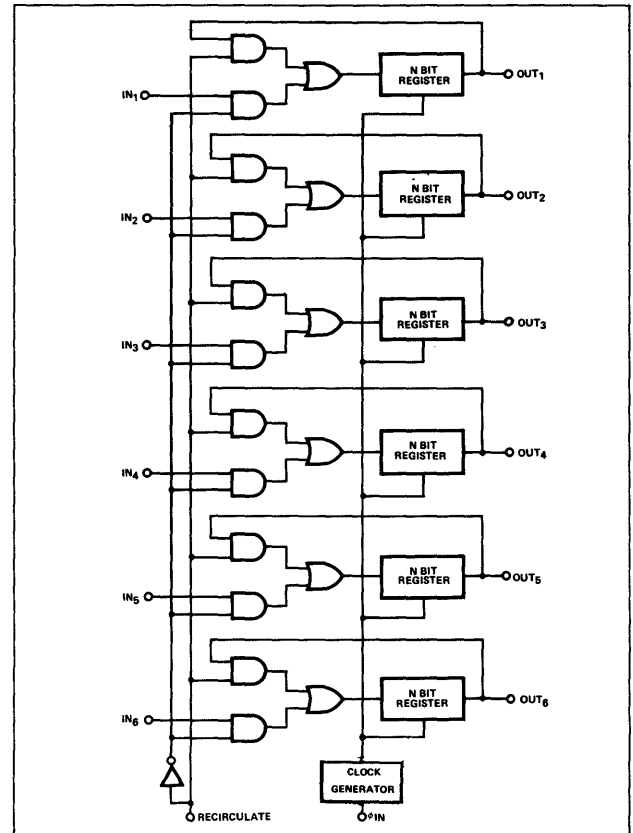 N BIT
REGISTER
OUT₁
IN₁
N BIT
REGISTER
OUT₂
IN₂
N BIT
REGISTER
OUT₃
IN₃
N BIT
REGISTER
OUT₄
IN₄
N BIT
REGISTER
OUT₅
IN₅
N BIT
REGISTER
OUT₆
IN₆
CLOCK
GENERATOR
RECIRCULATE
ϕIN